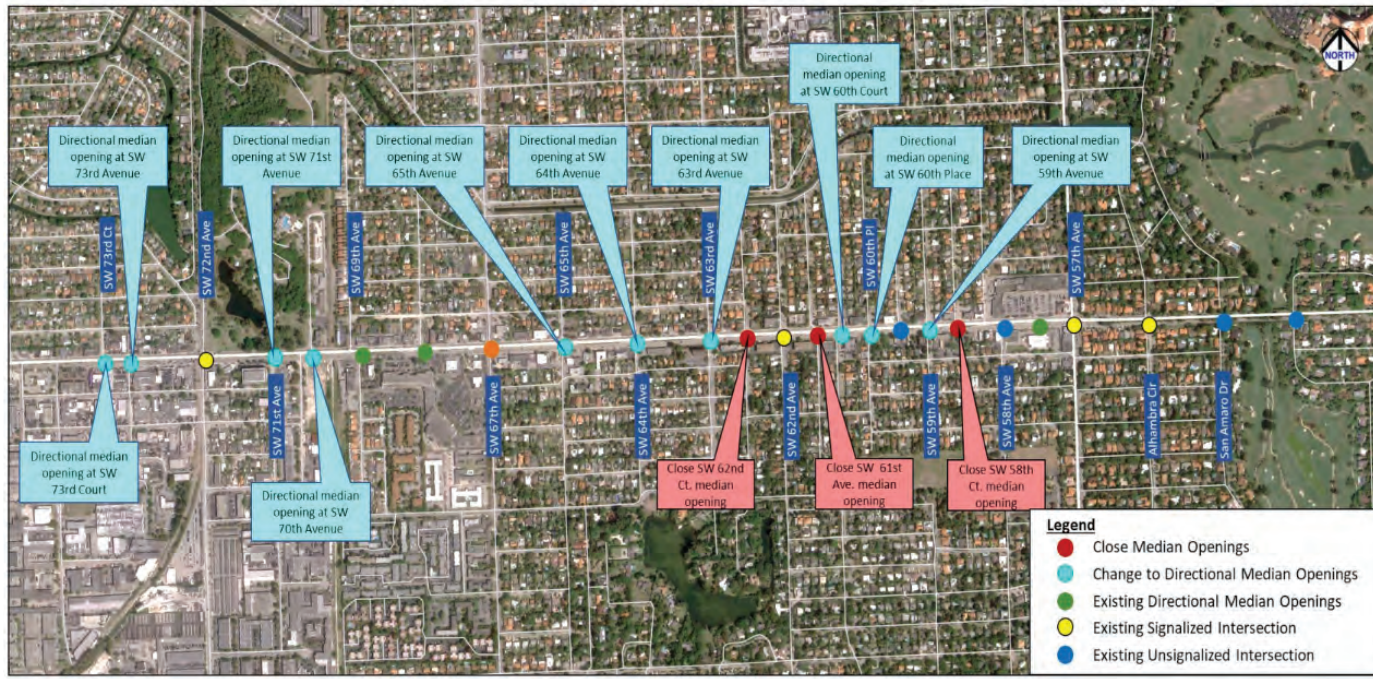 NORTH
Directional
median opening
at SW 60th Court
Directional median
opening at SW
73rd Avenue
Directional median
opening at SW 71st
Avenue
Directional median
opening at SW
65th Avenue
Directional median
opening at SW
64th Avenue
Directional median
opening at SW
63rd Avenue
Directional
median opening
at SW 60th Place
Directional median
opening at SW
59th Avenue
SW 73rd Ct
SW 72nd Ave
SW 69th Ave
SW 65th Ave
SW 63rd Ave
SW 60th Pl
SW 57th Ave
SW 71st Ave
SW 67th Ave
SW 64th Ave
SW 62nd Ave
SW 59th Ave
SW 58th Ave
Alhambra Cir
San Amaro Dr
Directional median
opening at SW
73rd Court
Directional median
opening at SW
70th Avenue
Close SW 62nd
Ct. median
opening
Close SW 61st
Ave. median
opening
Close SW 58th
Ct. median
opening
Legend
Close Median Openings
Change to Directional Median Openings
Existing Directional Median Openings
Existing Signalized Intersection
Existing Unsignalized Intersection